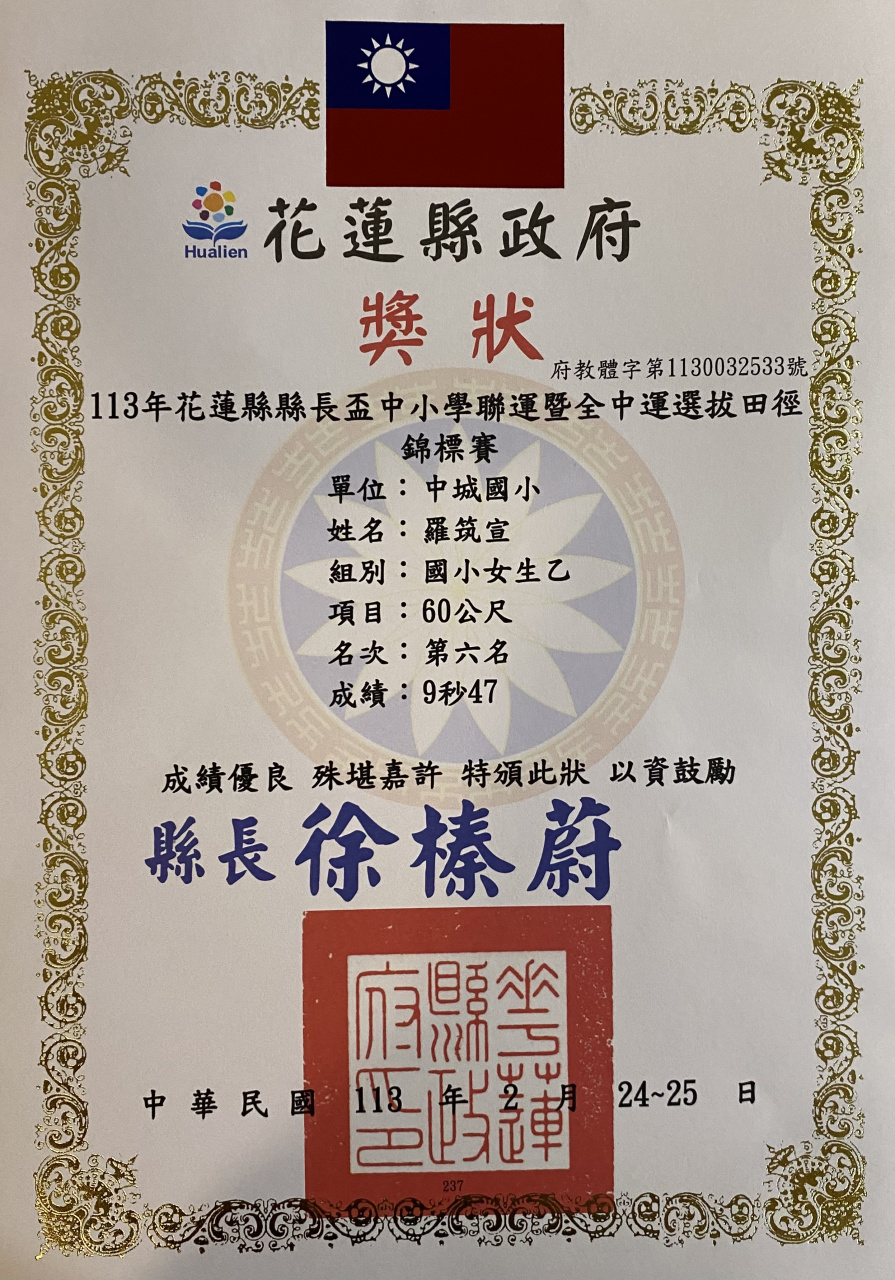 Hualien
花蓮縣政府
獎狀
府教體字第1130032533號
113年花蓮縣縣長盃中小學聯運暨全中運選拔田徑
錦標賽
單位：中城國小
姓名：羅筑宣
組別：國小女生乙
項目：60公尺
名次：第六名
成績：9秒47
成績優良 殊堪嘉許 特頒此狀 以資鼓勵
縣長徐榛蔚
花蓮縣政府印
中華民國 113 年 2 月 24~25 日
237